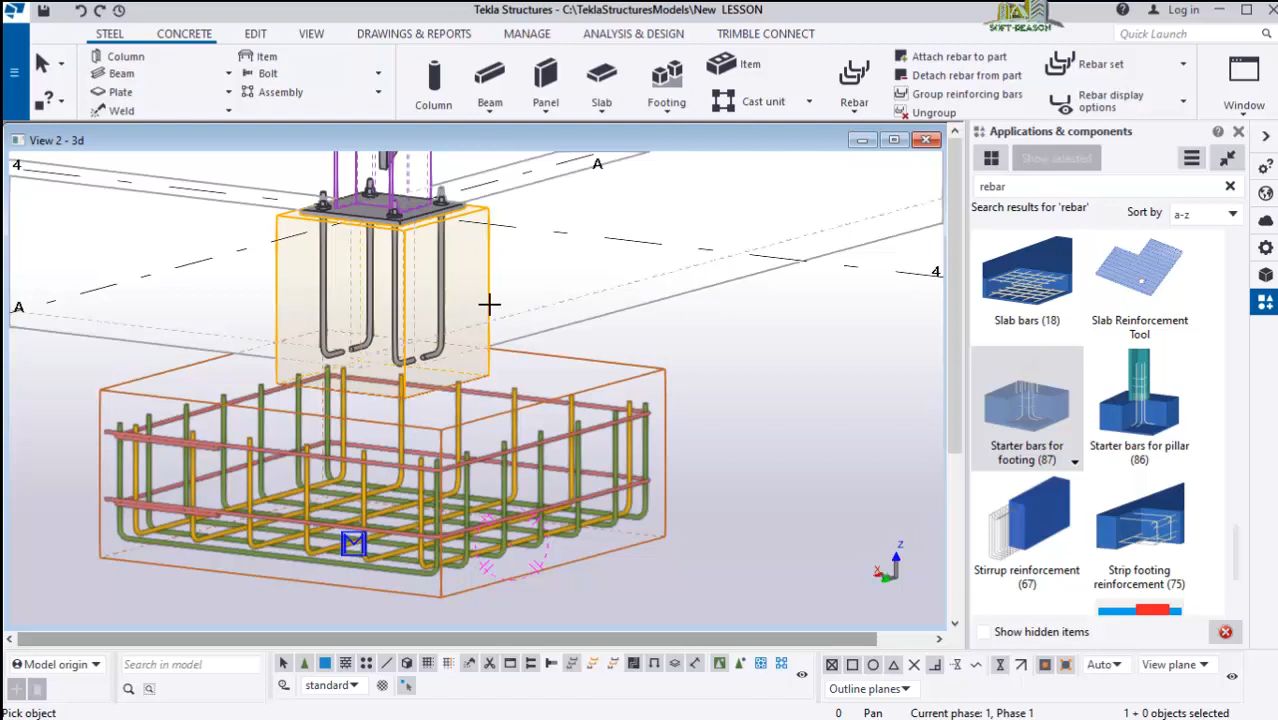 Tekla Structures - C:\TeklaStructuresModels\New  LESSON
Log in
SOFT-REASON
STEEL CONCRETE EDIT VIEW DRAWINGS & REPORTS MANAGE ANALYSIS & DESIGN TRIMBLE CONNECT
Quick Launch
Column
Beam
Plate
Weld
Item
Bolt
Assembly
Column
Beam
Panel
Slab
Footing
Item
Cast unit
Rebar
Attach rebar to part
Detach rebar from part
Group reinforcing bars
Ungroup
Rebar set
Rebar display
options
Window
View 2 - 3d
4
A
A
4
Z
X
Applications & components
Show selected
rebar
Search results for 'rebar'
Sort by
a-z
Slab bars (18)
Slab Reinforcement
Tool
Starter bars for
footing (87)
Starter bars for pillar
(86)
Stirrup reinforcement
(67)
Strip footing
reinforcement (75)
Show hidden items
Model origin
Search in model
standard
Auto
View plane
Outline planes
Pick object
0
Pan
Current phase: 1, Phase 1
1 + 0 objects selected